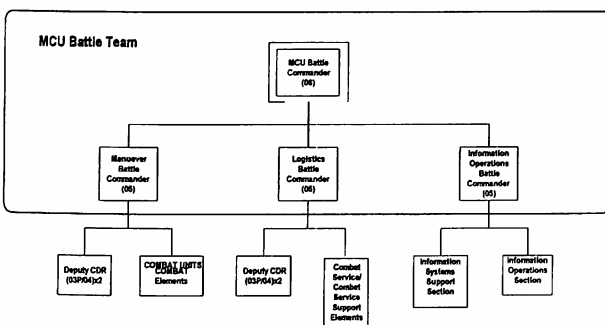 MCU Battle Team
MCU Battle
Commander
(06)
Maneuver
Battle
Commander
(05)
Logistics
Battle
Commander
(05)
Information
Operations
Battle
Commander
(05)
Deputy CDR
(03P/04)x2
COMBAT UNITS
COMBAT
Elements
Deputy CDR
(03P/04)x2
Combat
Service/
Combat
Service
Support
Elements
Information
Systems
Support
Section
Information
Operations
Section